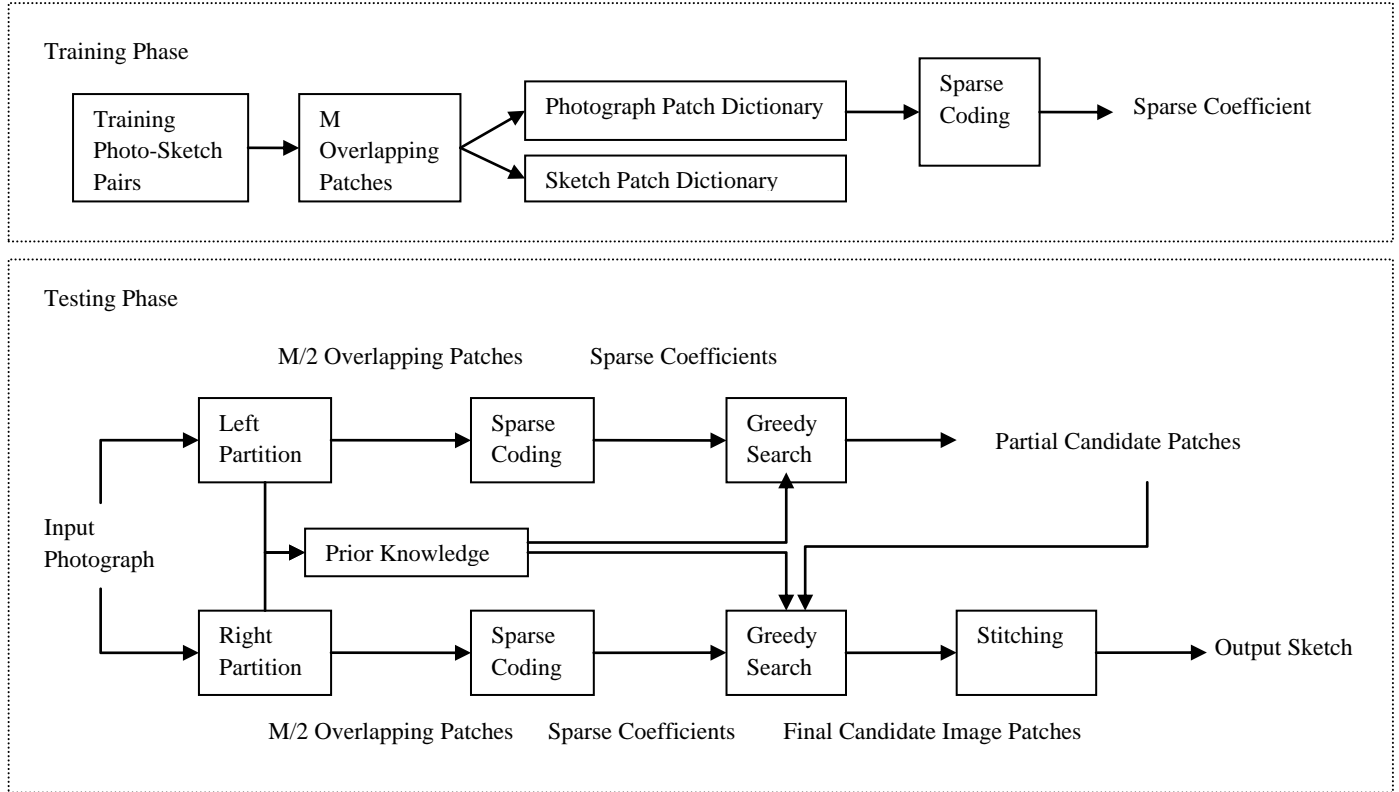 Training Phase
Training
Photo-Sketch
Pairs
M
Overlapping
Patches
Photograph Patch Dictionary
Sketch Patch Dictionary
Sparse
Coding
Sparse Coefficient
Testing Phase
M/2 Overlapping Patches
Sparse Coefficients
Left
Partition
Sparse
Coding
Greedy
Search
Partial Candidate Patches
Input
Photograph
Prior Knowledge
Right
Partition
Sparse
Coding
Greedy
Search
Stitching
Output Sketch
M/2 Overlapping Patches
Sparse Coefficients
Final Candidate Image Patches